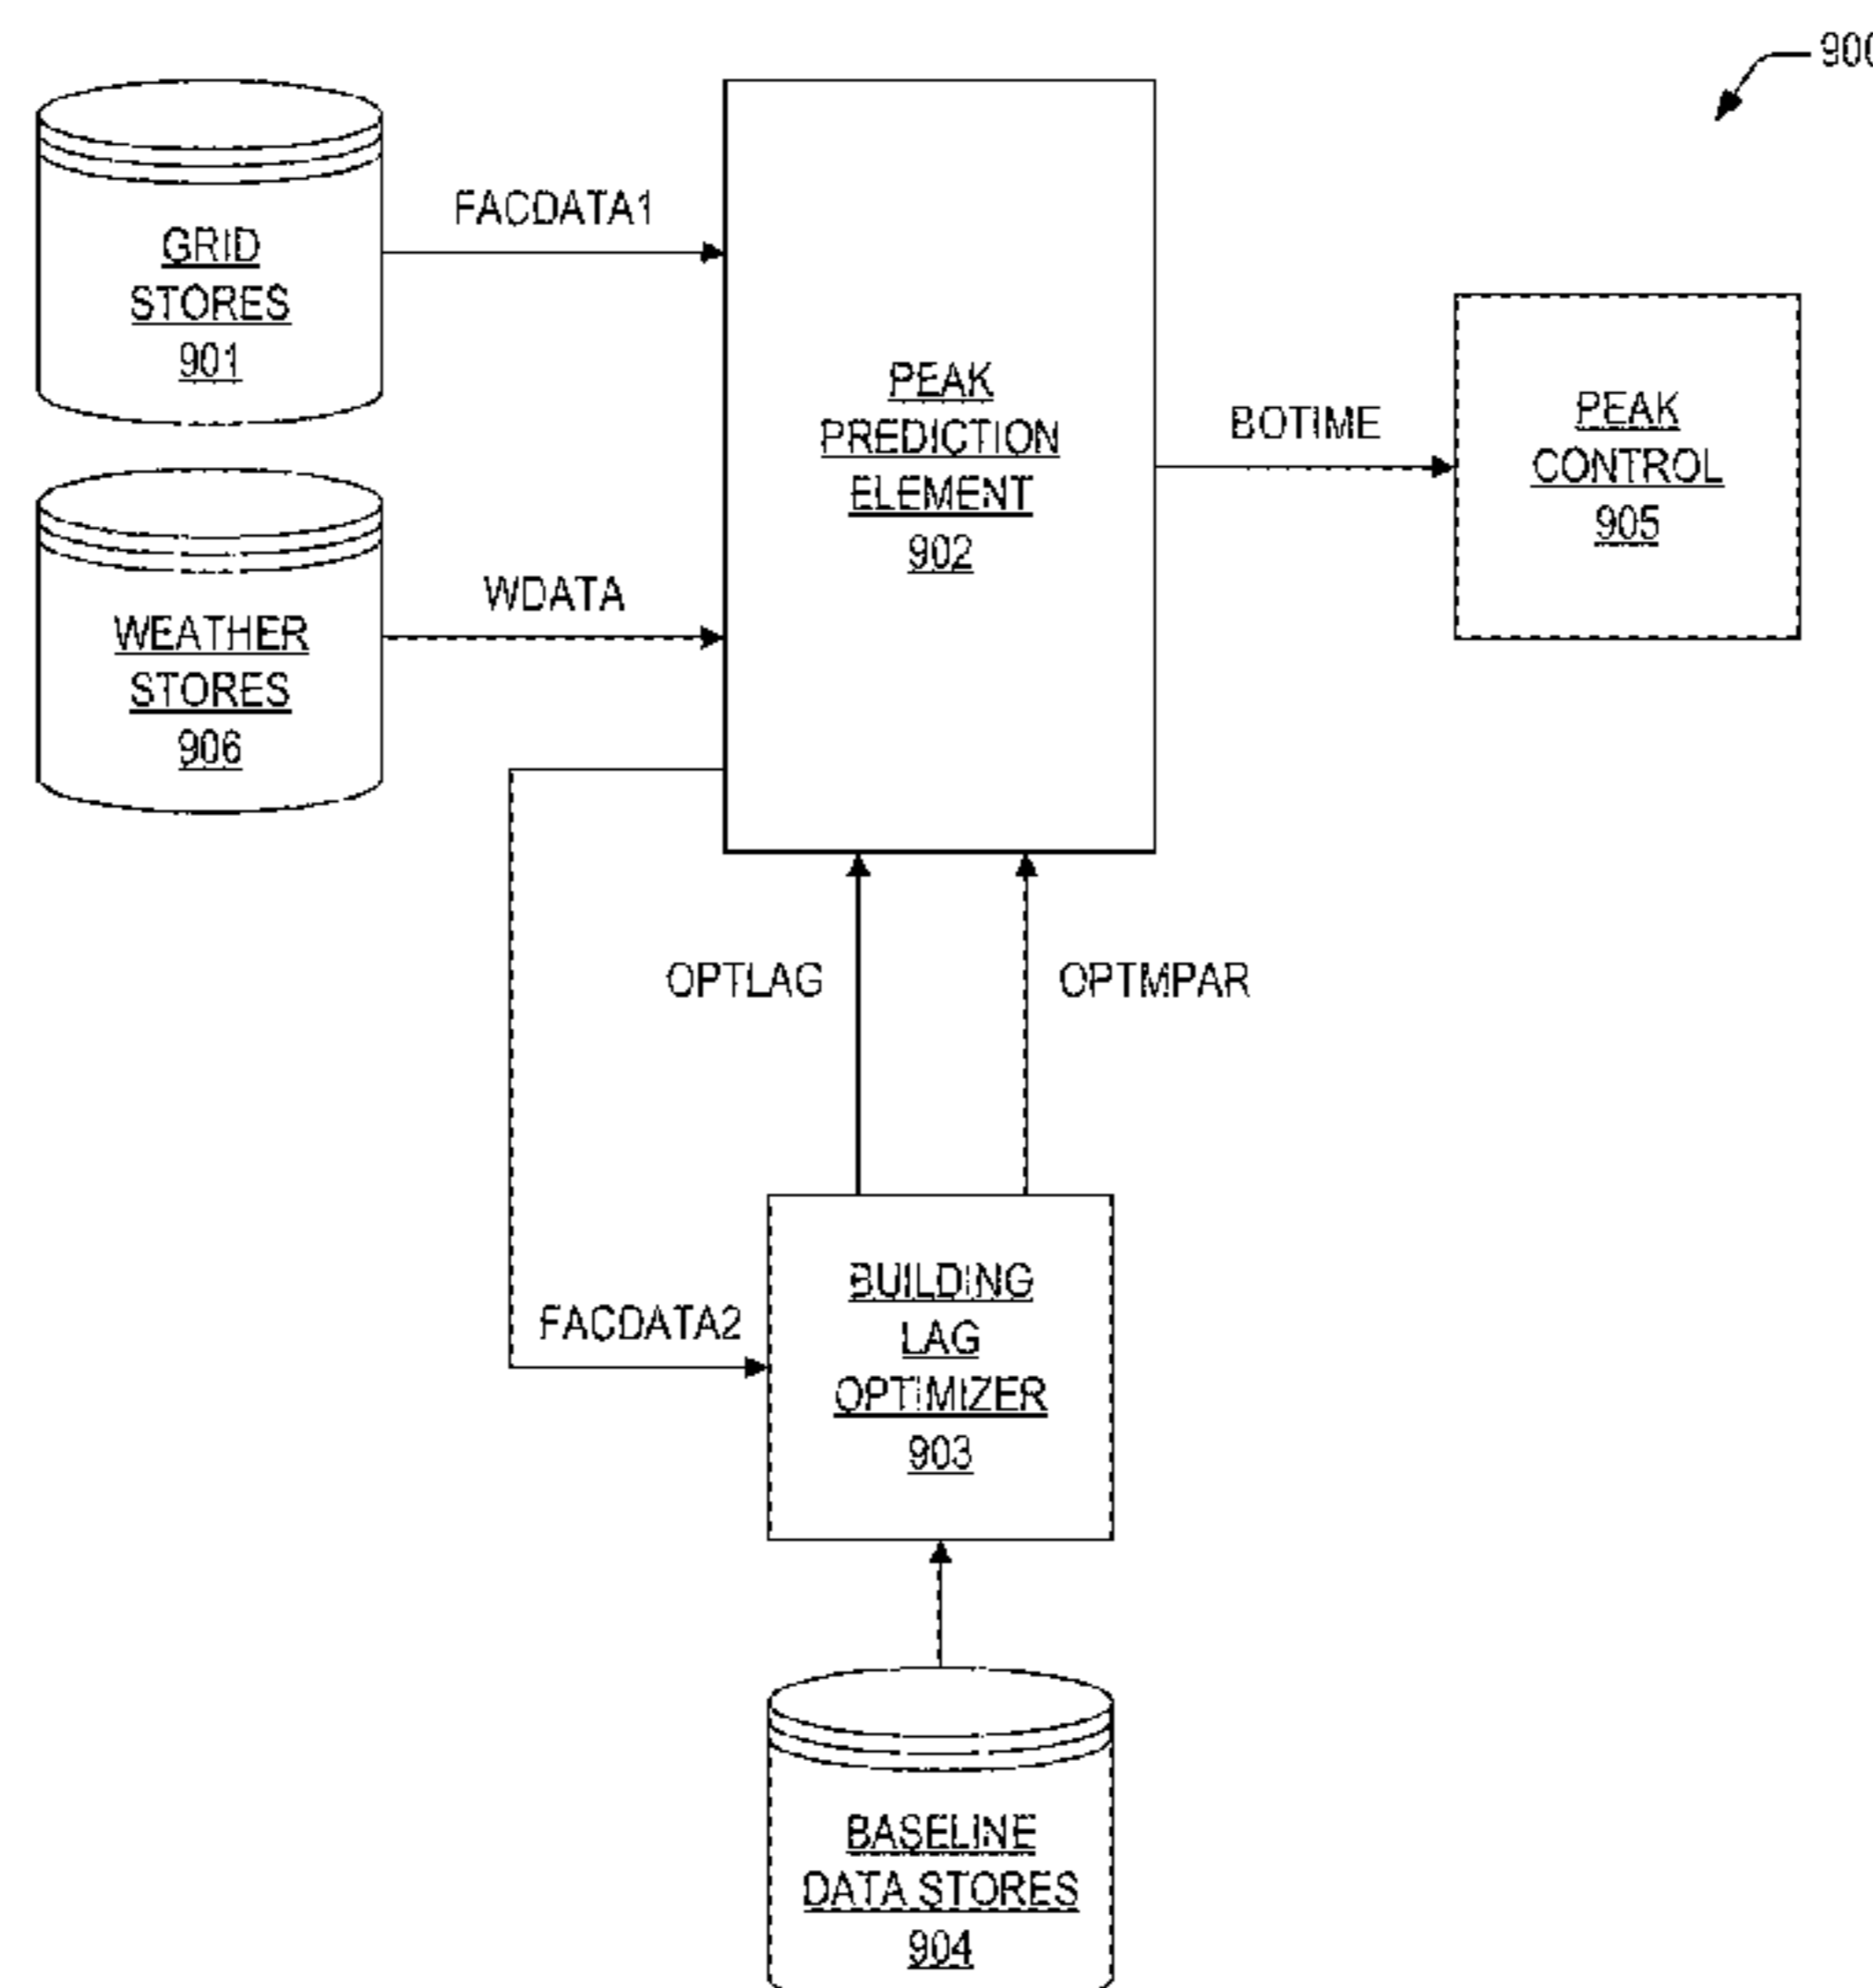 900
FACDATA1
GRID
STORES
901
PEAK
PREDICTION
ELEMENT
902
BOTIME
PEAK
CONTROL
905
WDATA
WEATHER
STORES
906
OPTLAG
OPTMPAR
FACDATA2
BUILDING
LAG
OPTIMIZER
903
BASELINE
DATA STORES
904